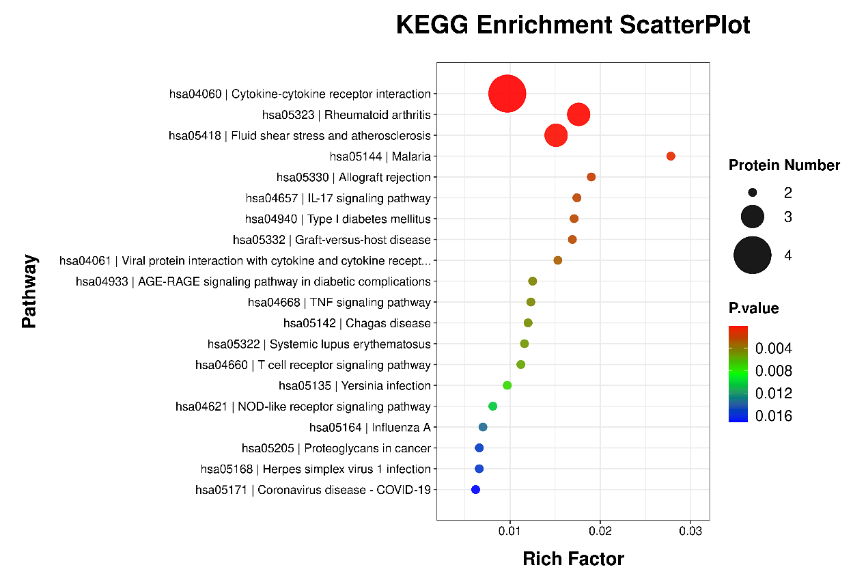 KEGG Enrichment ScatterPlot
hsa04060 | Cytokine-cytokine receptor interaction
hsa05323 | Rheumatoid arthritis
hsa05418 | Fluid shear stress and atherosclerosis
hsa05144 | Malaria
hsa05330 | Allograft rejection
hsa04657 | IL-17 signaling pathway
hsa04940 | Type I diabetes mellitus
hsa05332 | Graft-versus-host disease
hsa04061 | Viral protein interaction with cytokine and cytokine recept...
hsa04933 | AGE-RAGE signaling pathway in diabetic complications
hsa04668 | TNF signaling pathway
hsa05142 | Chagas disease
hsa05322 | Systemic lupus erythematosus
hsa04660 | T cell receptor signaling pathway
hsa05135 | Yersinia infection
hsa04621 | NOD-like receptor signaling pathway
hsa05164 | Influenza A
hsa05205 | Proteoglycans in cancer
hsa05168 | Herpes simplex virus 1 infection
hsa05171 | Coronavirus disease - COVID-19
Pathway
0.01 0.02 0.03
Rich Factor
Protein Number
2
3
4
P.value
0.004
0.008
0.012
0.016